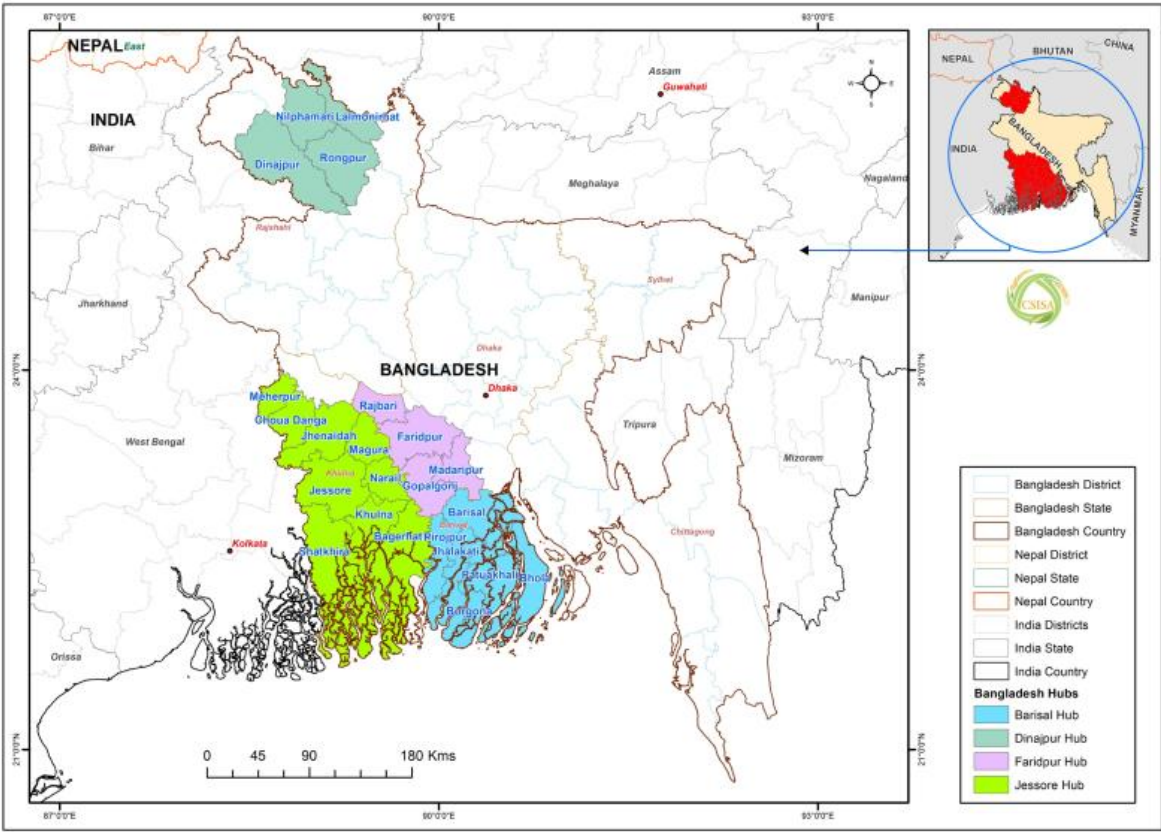 87°0'0"E
90°0'0"E
93°0'0"E
NEPAL East
INDIA
Bihar
Assam
Guwahati
N
W E
S
Nilphamari Lalmonirhat
Dinajpur
Rongpur
Meghalaya
Nagaland
Rajshahi
Sylhet
Jharkhand
Manipur
Dhaka
24°0'0"N
24°0'0"N
BANGLADESH
Dhaka
Meherpur
Rajbari
Choua Danga
Jhenaidah
Faridpur
Tripura
West Bengal
Magura
Mizoram
Khulna
Narail
Madaripur
Jessore
Gopalgonj
Khulna
Barisal
Barisal
Chittagong
Kolkata
Bagerhat
Pirojpur
Shatkhira
Jhalakati
Patuakhali
Bhola
Borgona
Orissa
21°0'0"N
21°0'0"N
0 45 90 180 Kms
87°0'0"E
90°0'0"E
93°0'0"E
NEPAL
BHUTAN
CHINA
INDIA
BANGLADESH
MYANMAR
CSISA
Bangladesh District
Bangladesh State
Bangladesh Country
Nepal District
Nepal State
Nepal Country
India Districts
India State
India Country
Bangladesh Hubs
Barisal Hub
Dinajpur Hub
Faridpur Hub
Jessore Hub